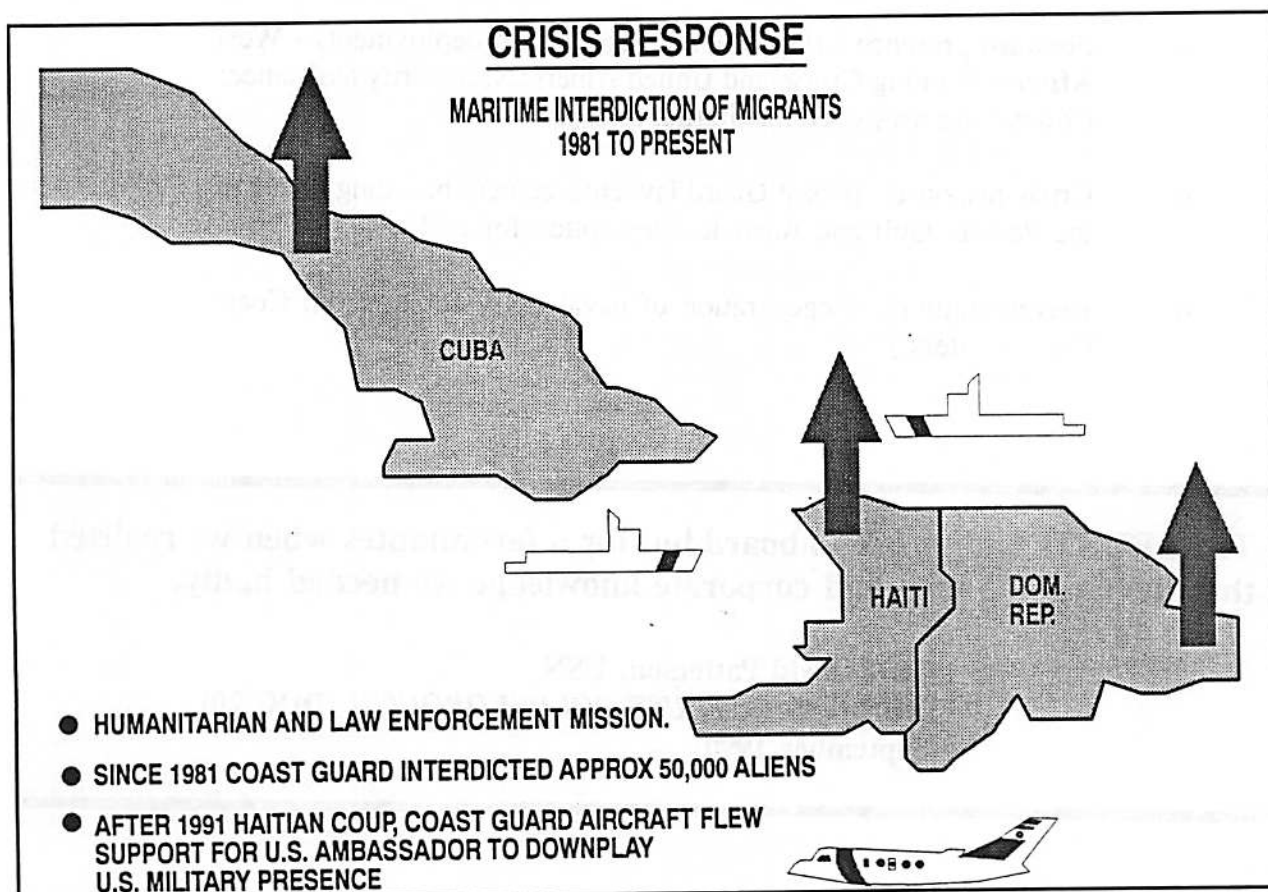 CRISIS RESPONSE
MARITIME INTERDICTION OF MIGRANTS
1981 TO PRESENT
CUBA
HAITI
DOM.
REP.
● HUMANITARIAN AND LAW ENFORCEMENT MISSION.
● SINCE 1981 COAST GUARD INTERDICTED APPROX 50,000 ALIENS
● AFTER 1991 HAITIAN COUP, COAST GUARD AIRCRAFT FLEW
SUPPORT FOR U.S. AMBASSADOR TO DOWNPLAY
U.S. MILITARY PRESENCE